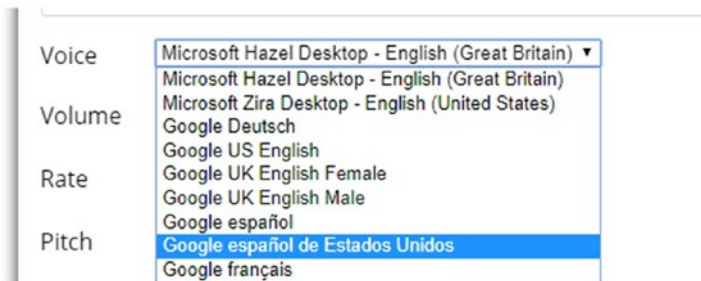 Voice
Microsoft Hazel Desktop - English (Great Britain)
Microsoft Hazel Desktop - English (Great Britain)
Microsoft Zira Desktop - English (United States)
Volume
Google Deutsch
Google US English
Rate
Google UK English Female
Google UK English Male
Google español
Pitch
Google español de Estados Unidos
Google français